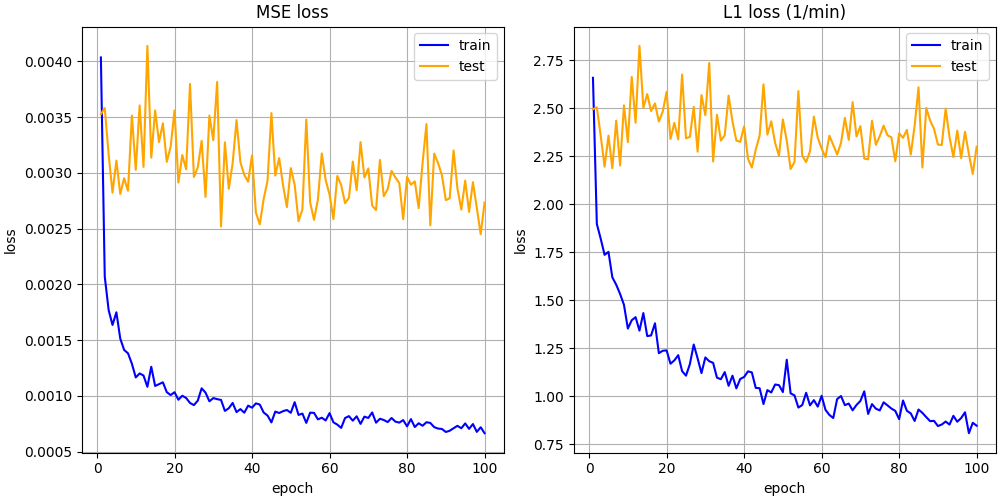 MSE loss
train
test
0.0040
0.0035
0.0030
0.0025
0.0020
0.0015
0.0010
0.0005
loss
0 20 40 60 80 100
epoch
L1 loss (1/min)
train
test
2.75
2.50
2.25
2.00
1.75
1.50
1.25
1.00
0.75
loss
0 20 40 60 80 100
epoch